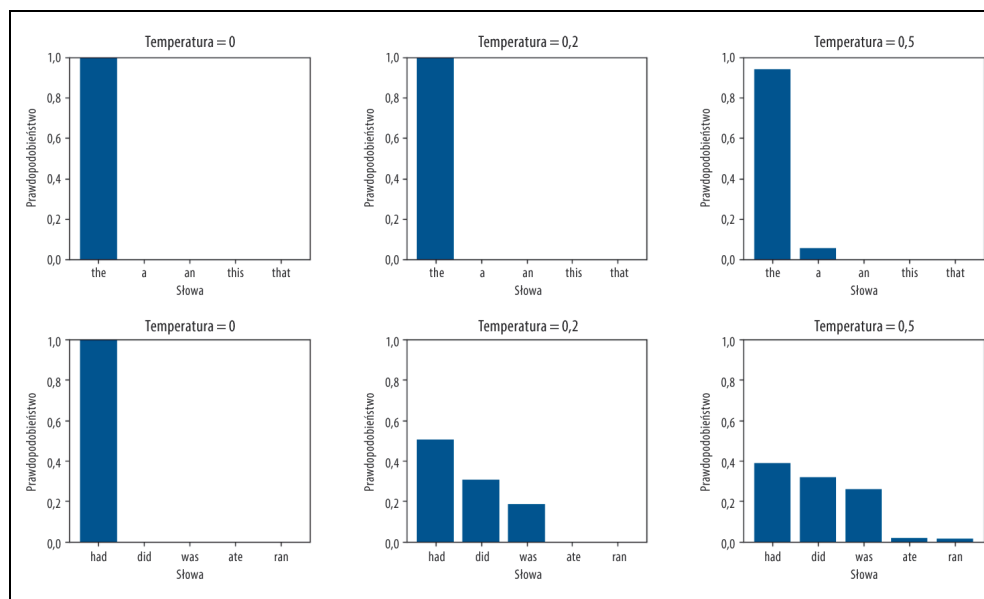 Temperatura = 0
Prawdopodobieństwo
1,0
0,8
0,6
0,4
0,2
0,0
the a an this that
Słowa
Temperatura = 0,2
Prawdopodobieństwo
1,0
0,8
0,6
0,4
0,2
0,0
the a an this that
Słowa
Temperatura = 0,5
Prawdopodobieństwo
1,0
0,8
0,6
0,4
0,2
0,0
the a an this that
Słowa
Temperatura = 0
Prawdopodobieństwo
1,0
0,8
0,6
0,4
0,2
0,0
had did was ate ran
Słowa
Temperatura = 0,2
Prawdopodobieństwo
1,0
0,8
0,6
0,4
0,2
0,0
had did was ate ran
Słowa
Temperatura = 0,5
Prawdopodobieństwo
1,0
0,8
0,6
0,4
0,2
0,0
had did was ate ran
Słowa